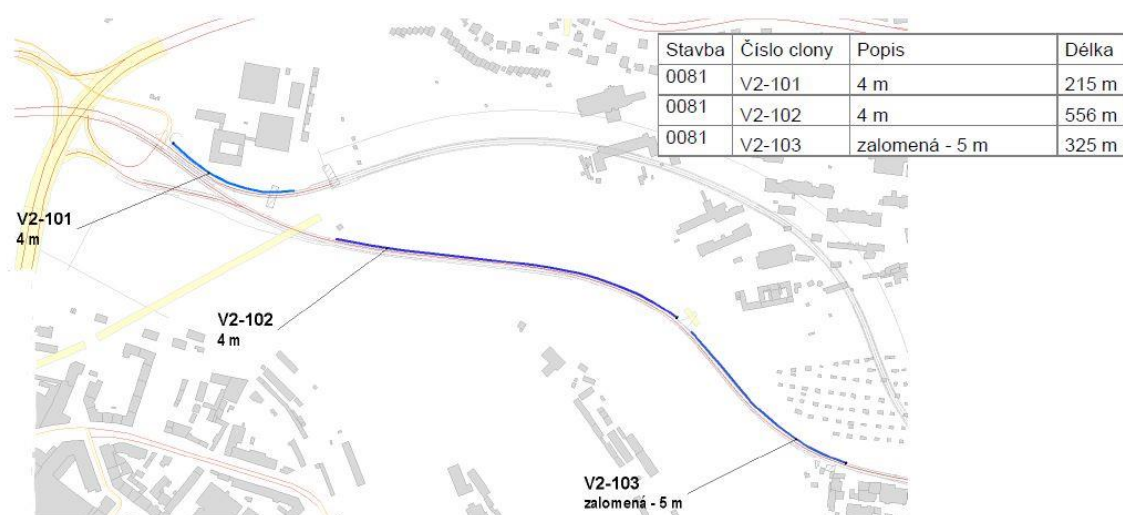 Stavba Číslo clony Popis Délka
0081 V2-101 4 m 215 m
0081 V2-102 4 m 556 m
0081 V2-103 zalomená - 5 m 325 m
V2-101
4 m
V2-102
4 m
V2-103
zalomená - 5 m